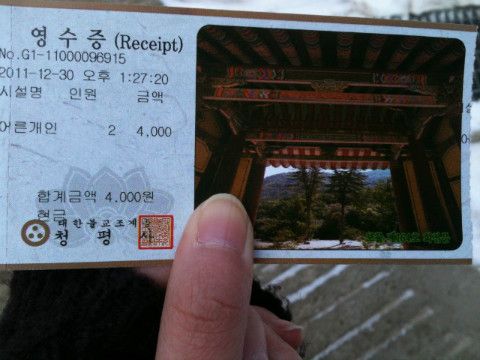 영수증 (Receipt)
No.G1-11000096915
2011-12-30 오후 1:27:20
시설명 인원 금액
어른개인 2 4,000
합계금액 4,000원
현금
대한불교조계
청평사